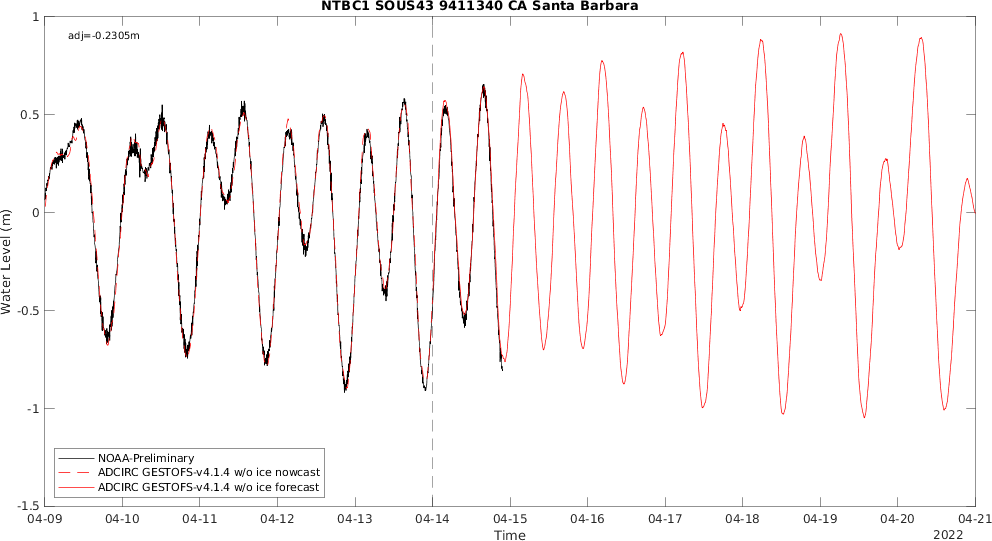 NTBC1 SOUS43 9411340 CA Santa Barbara
adj=-0.2305m
1
0.5
0
-0.5
-1
-1.5
Water Level (m)
NOAA-Preliminary
ADCIRC GESTOFS-v4.1.4 w/o ice nowcast
ADCIRC GESTOFS-v4.1.4 w/o ice forecast
04-09 04-10 04-11 04-12 04-13 04-14 04-15 04-16 04-17 04-18 04-19 04-20 04-21
Time
2022